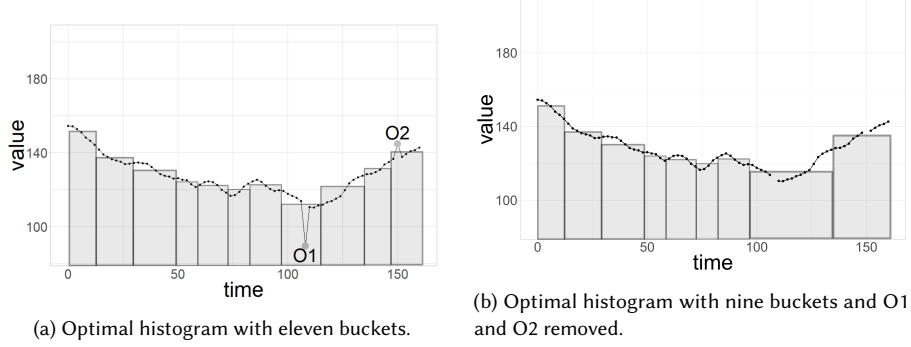 180
140
100
value
O1
O2
0
50
100
150
time
(a) Optimal histogram with eleven buckets.
180
140
100
value
0
50
100
150
time
(b) Optimal histogram with nine buckets and O1
and O2 removed.